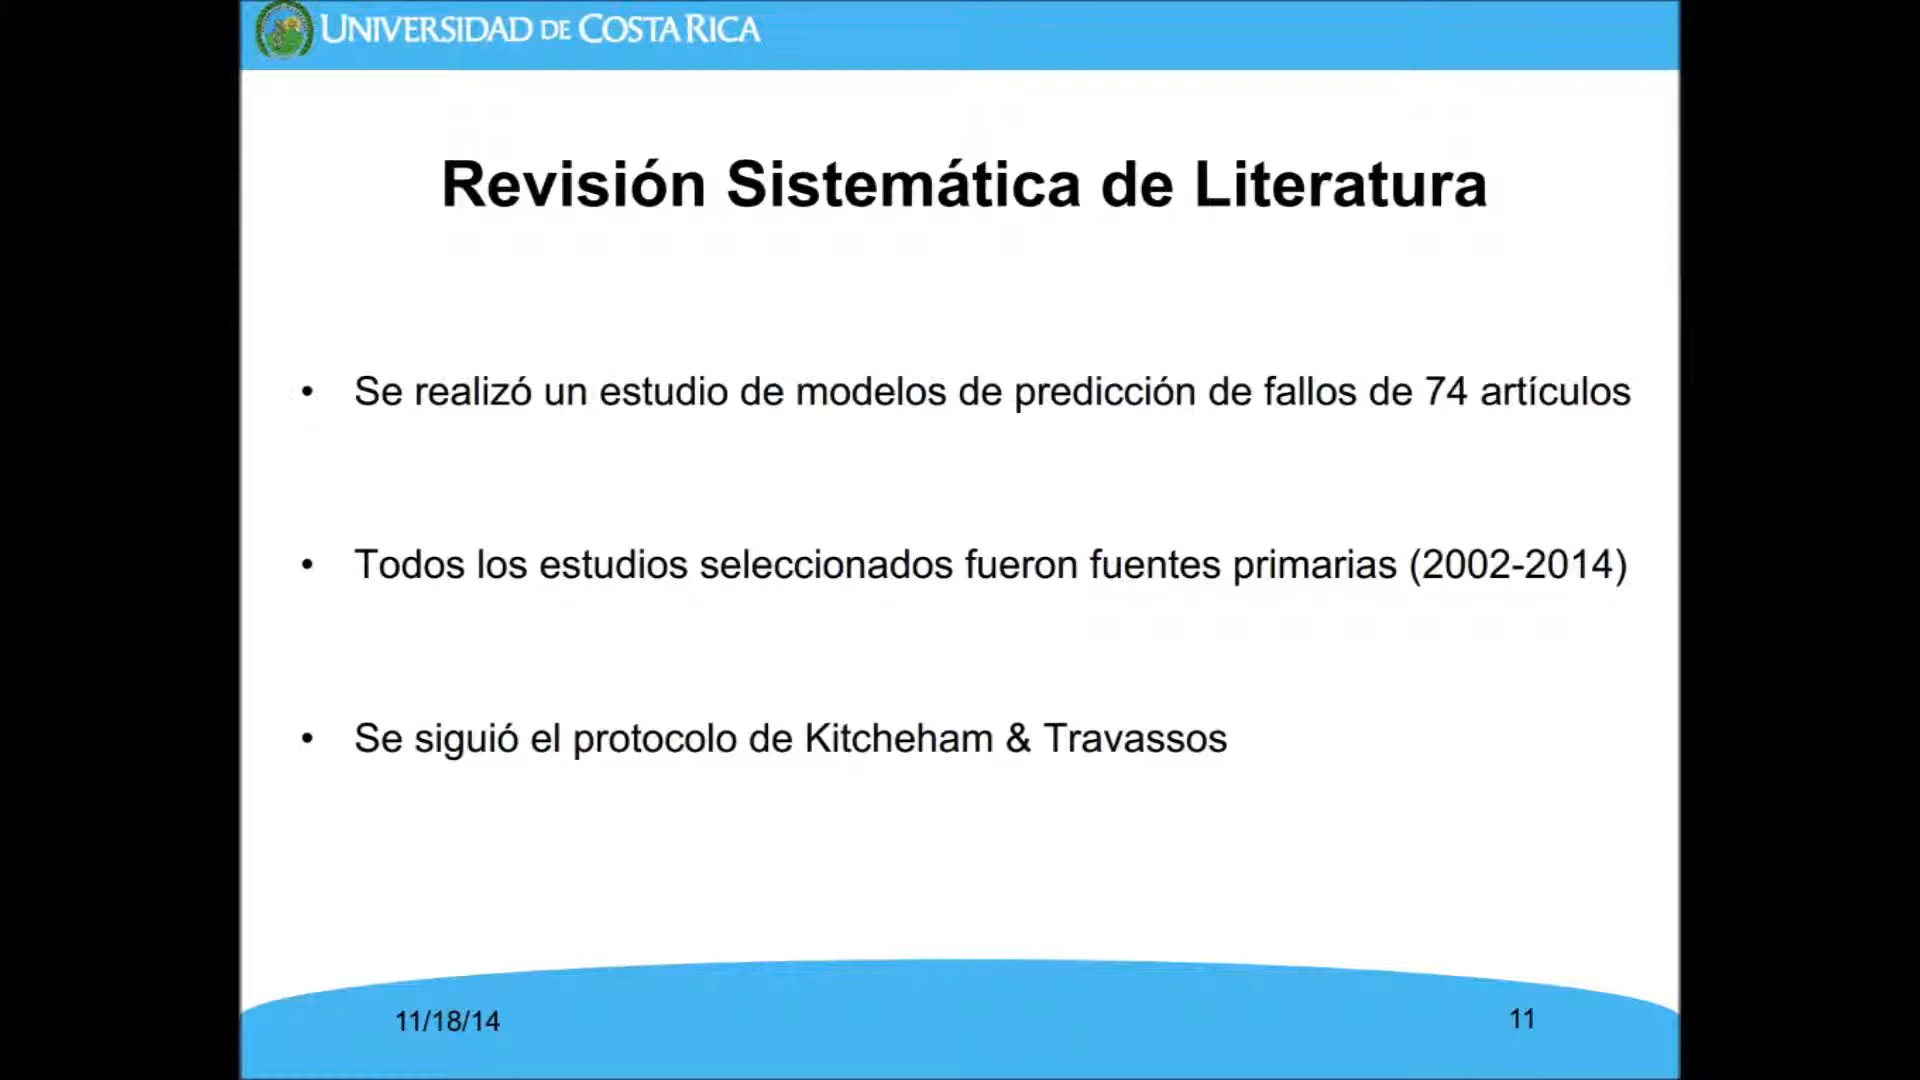 UNIVERSIDAD DE COSTA RICA
Revisión Sistemática de Literatura
• Se realizó un estudio de modelos de predicción de fallos de 74 artículos
• Todos los estudios seleccionados fueron fuentes primarias (2002-2014)
• Se siguió el protocolo de Kitcheham & Travassos
11/18/14
11